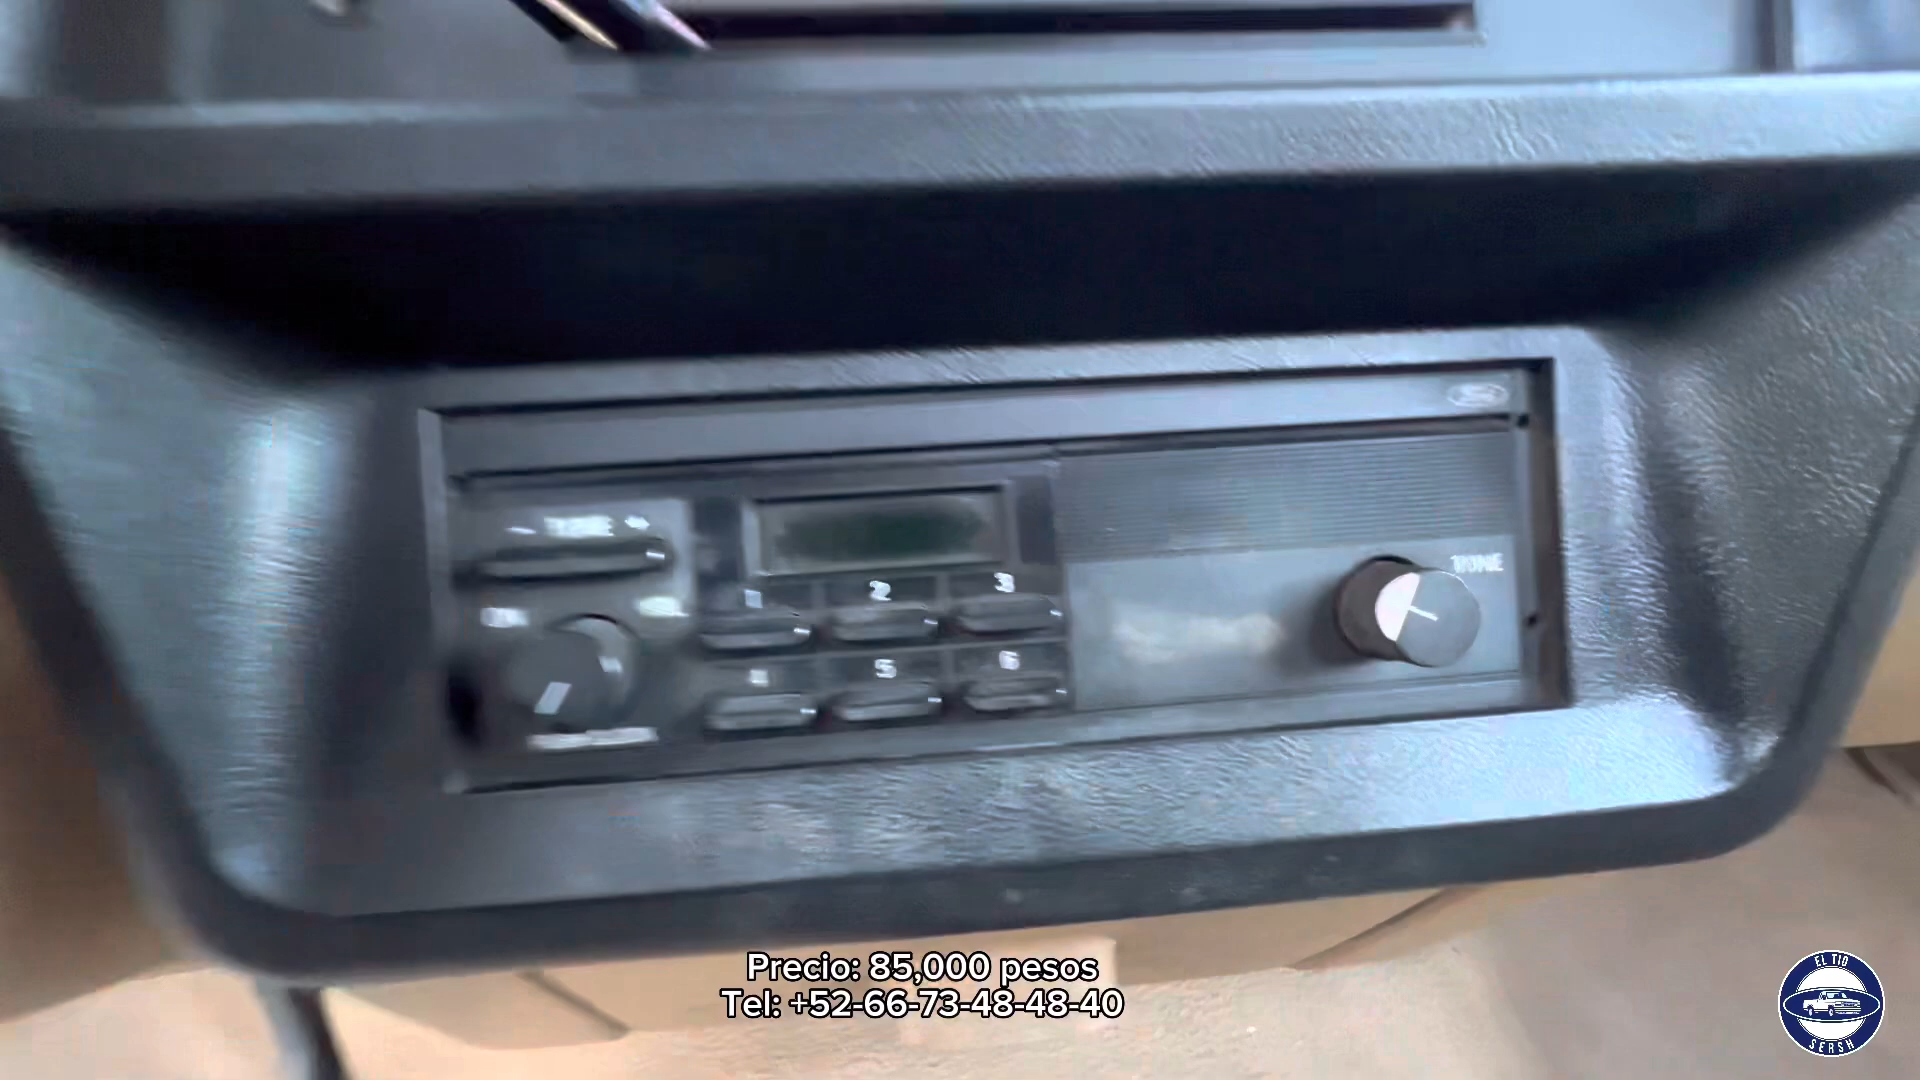 TUNE
1 2 3
5 6
Precio: 85,000 pesos
Tel: +52-66-73-48-48-40
EL TIO
SERSH